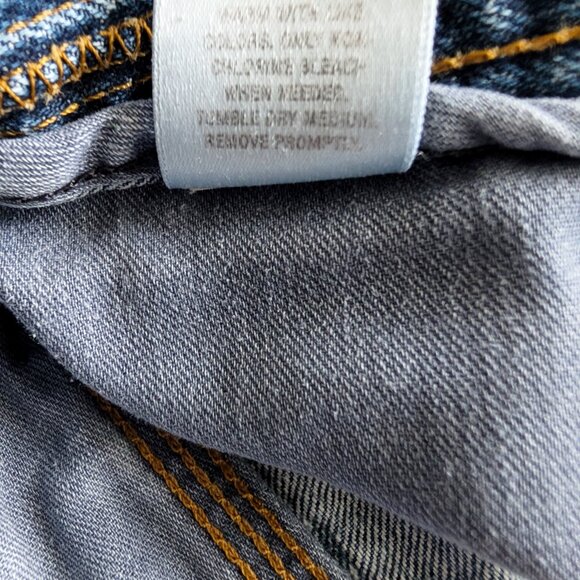 WASH WITH LIKE
COLORS. ONLY NON-
CHLORINE BLEACH
WHEN NEEDED.
TUMBLE DRY MEDIUM.
REMOVE PROMPTLY.